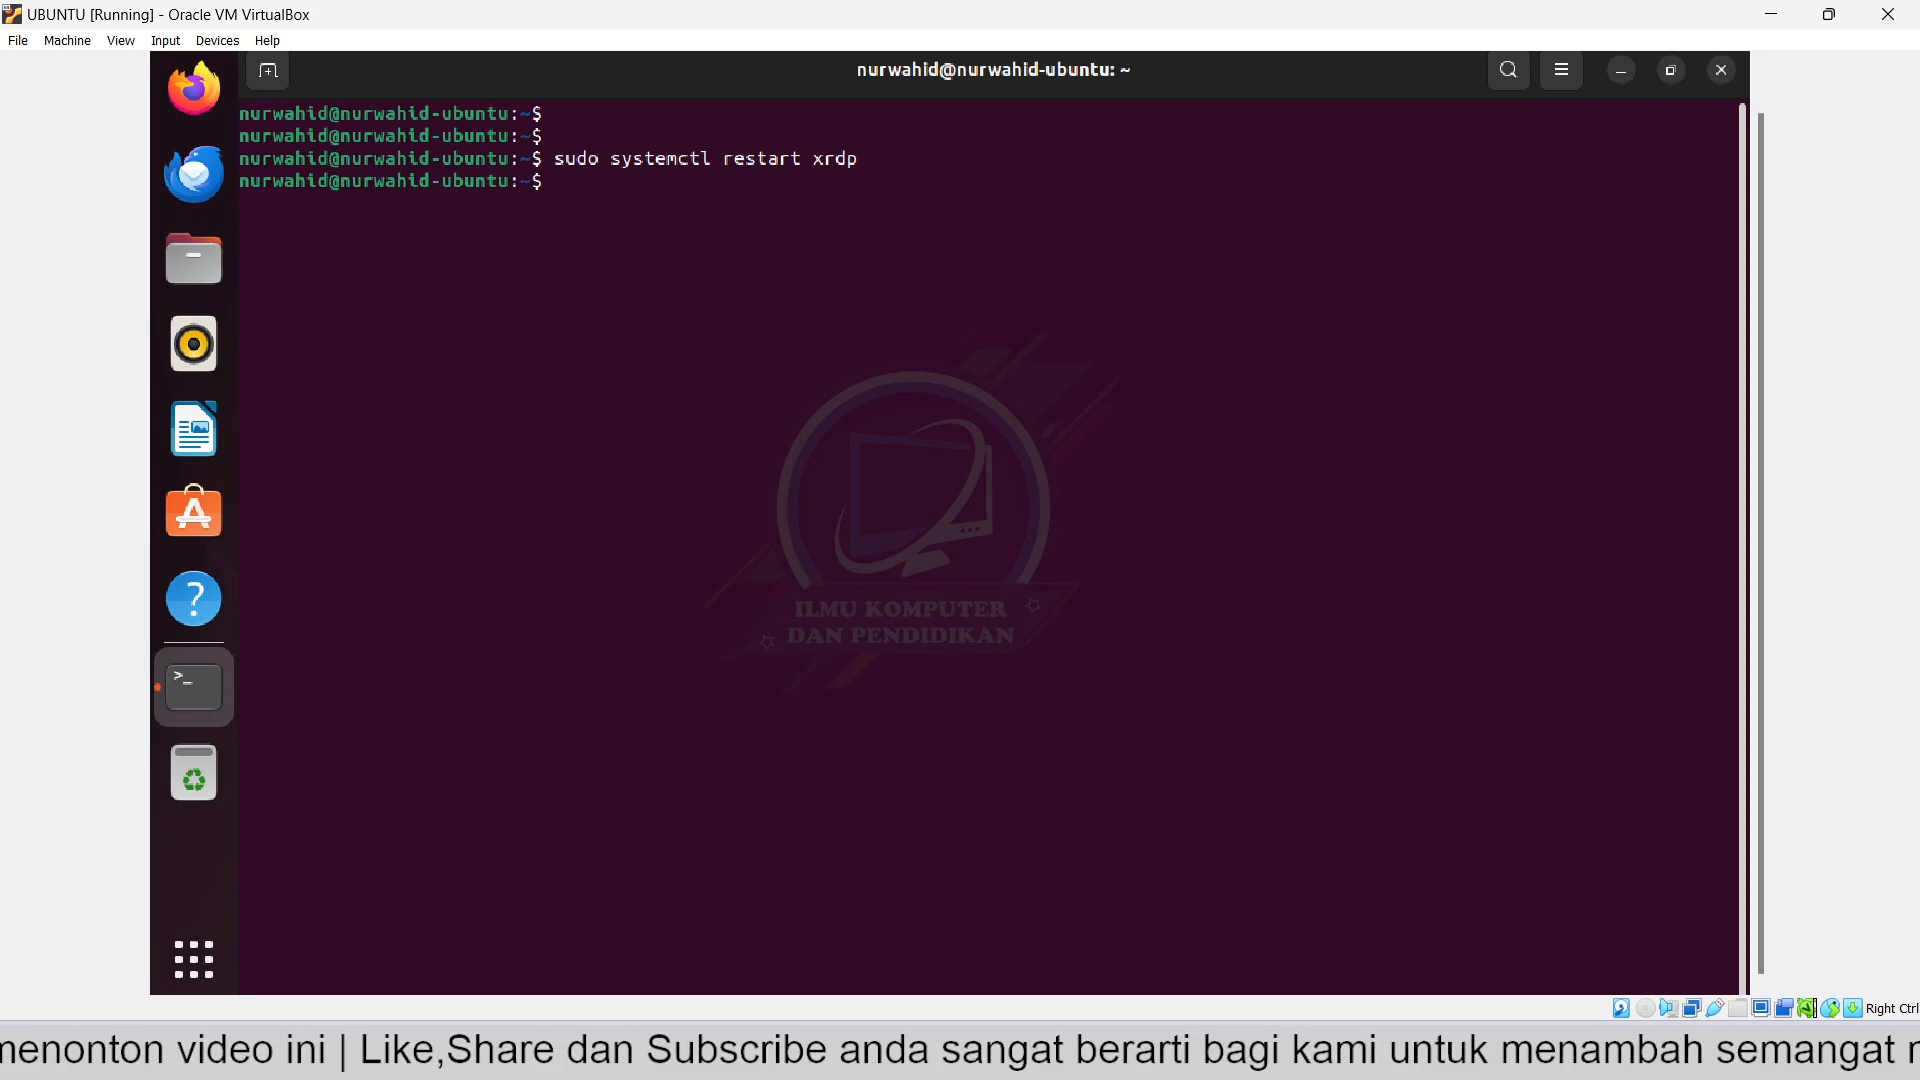 UBUNTU [Running] - Oracle VM VirtualBox
File Machine View Input Devices Help
nurwahid@nurwahid-ubuntu: ~
nurwahid@nurwahid-ubuntu:~$
nurwahid@nurwahid-ubuntu:~$
nurwahid@nurwahid-ubuntu:~$ sudo systemctl restart xrdp
nurwahid@nurwahid-ubuntu:~$
ILMU KOMPUTER
DAN PENDIDIKAN
Right Ctrl
menonton video ini | Like,Share dan Subscribe anda sangat berarti bagi kami untuk menambah semangat